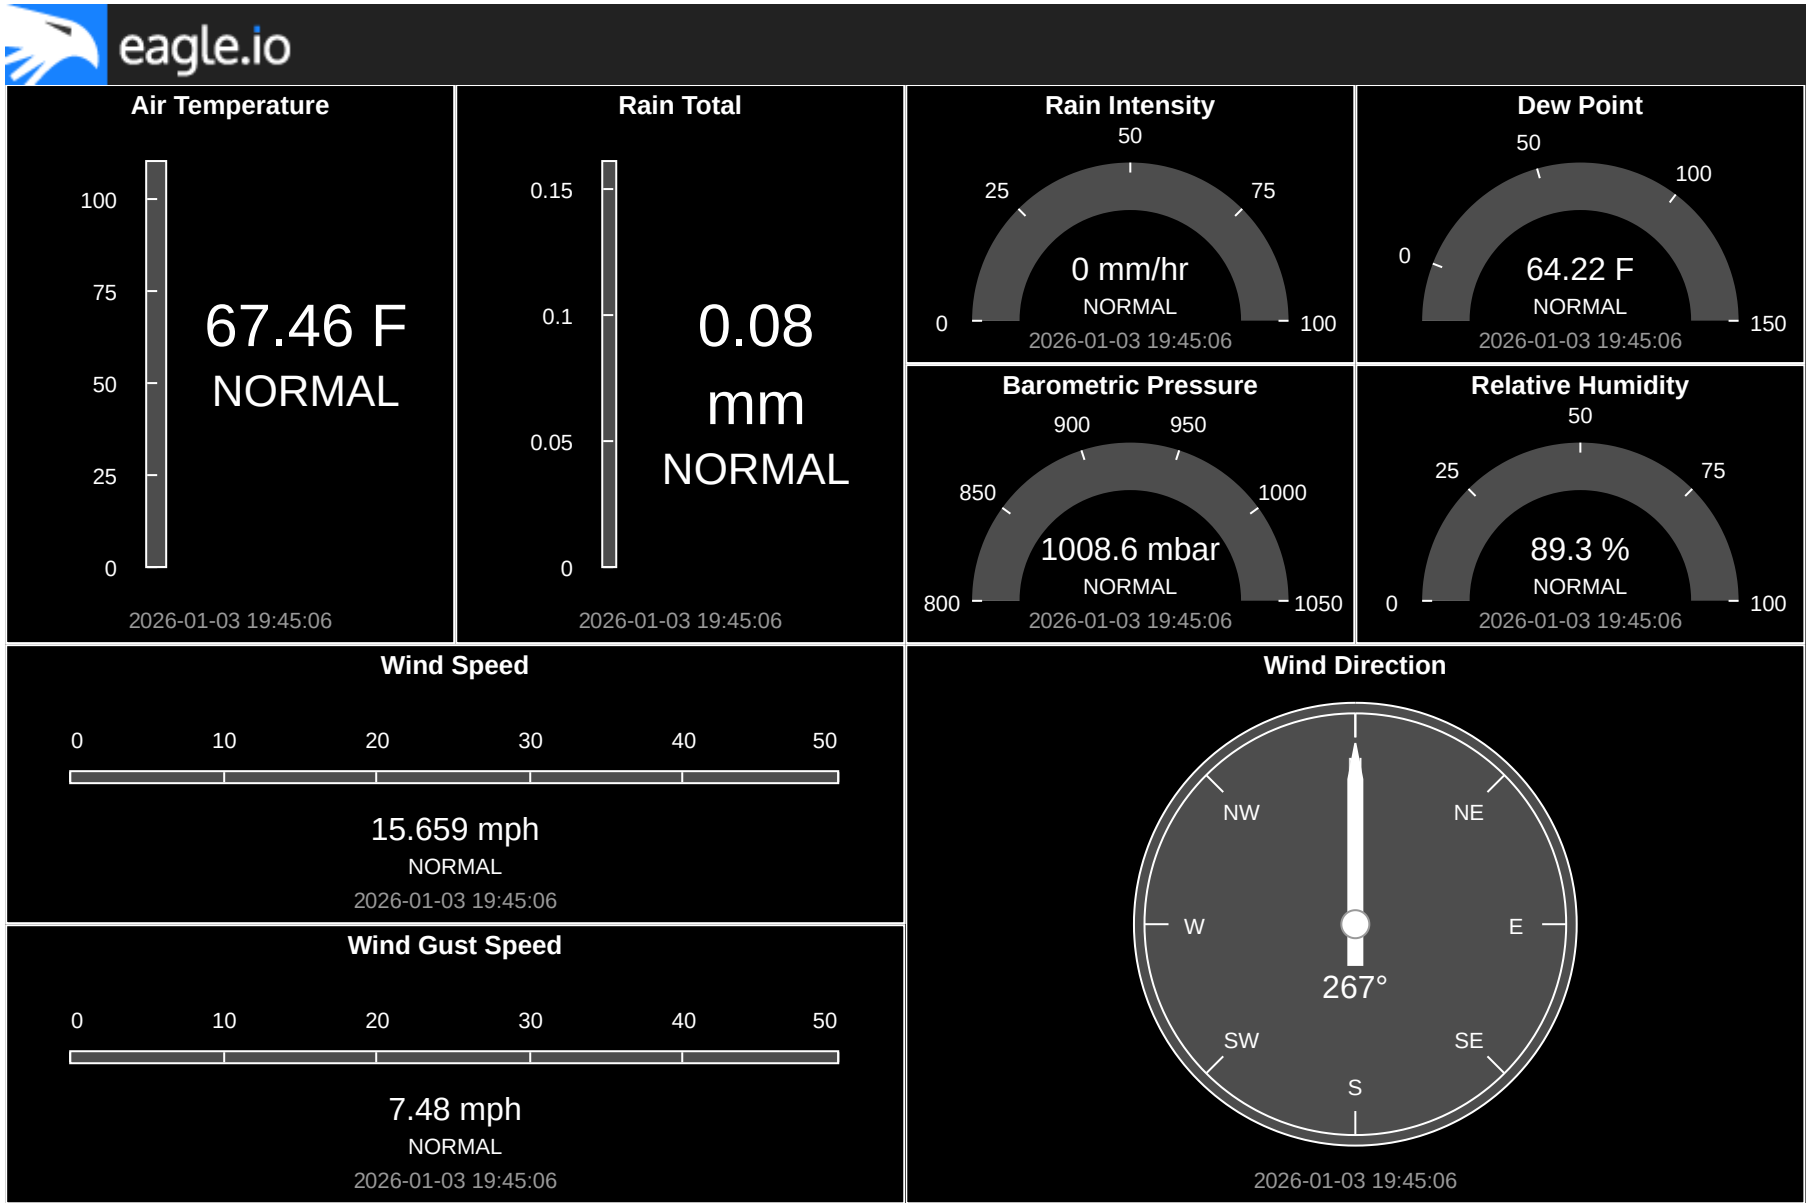 eagle.io
Air Temperature
100
75
50
25
0
67.46 F
NORMAL
2026-01-03 19:45:06
Rain Total
0.15
0.1
0.05
0
0.08
mm
NORMAL
2026-01-03 19:45:06
Rain Intensity
50
25
75
0
100
0 mm/hr
NORMAL
2026-01-03 19:45:06
Dew Point
50
100
0
150
64.22 F
NORMAL
2026-01-03 19:45:06
Barometric Pressure
900
950
850
1000
800
1050
1008.6 mbar
NORMAL
2026-01-03 19:45:06
Relative Humidity
50
25
75
0
100
89.3 %
NORMAL
2026-01-03 19:45:06
Wind Speed
0 10 20 30 40 50
15.659 mph
NORMAL
2026-01-03 19:45:06
Wind Gust Speed
0 10 20 30 40 50
7.48 mph
NORMAL
2026-01-03 19:45:06
Wind Direction
NW NE
W E
267°
SW SE
S
2026-01-03 19:45:06